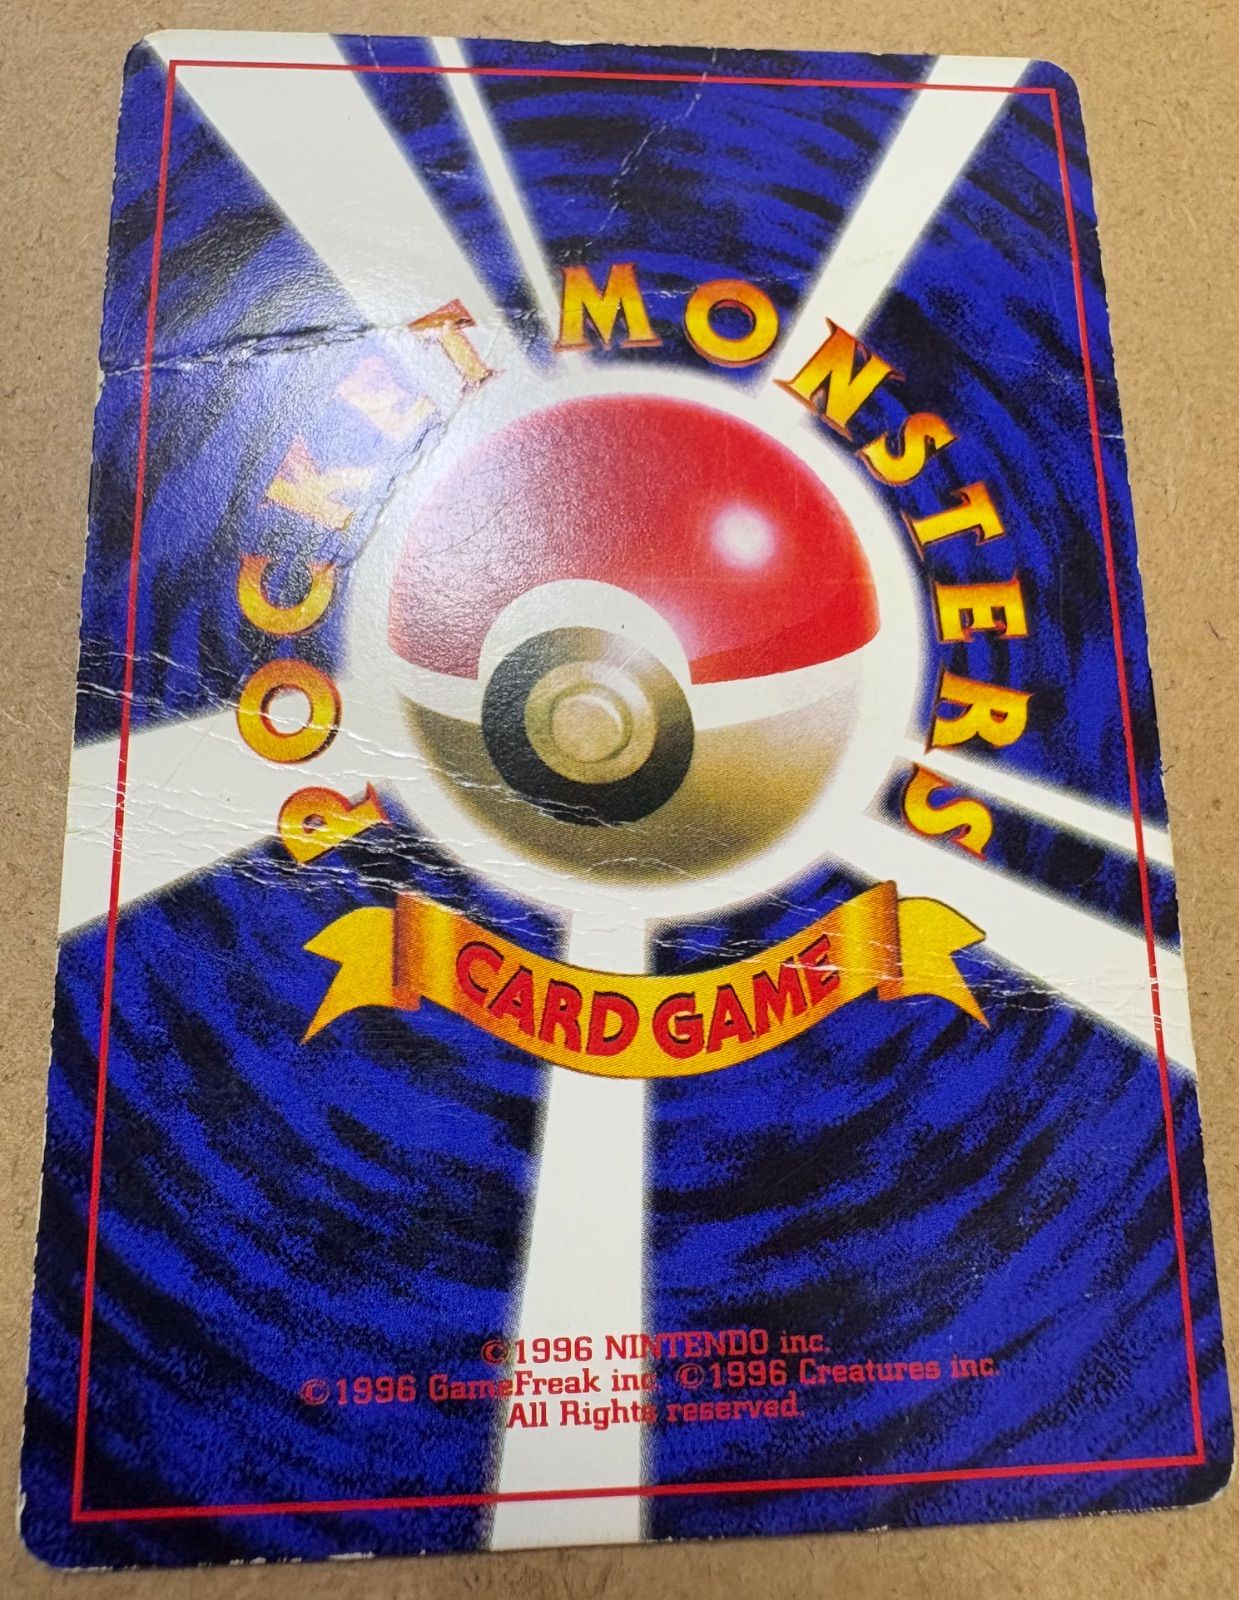 POCKET MONSTERS
CARD GAME
©1996 NINTENDO inc.
©1996 GameFreak inc. ©1996 Creatures inc.
All Rights reserved.